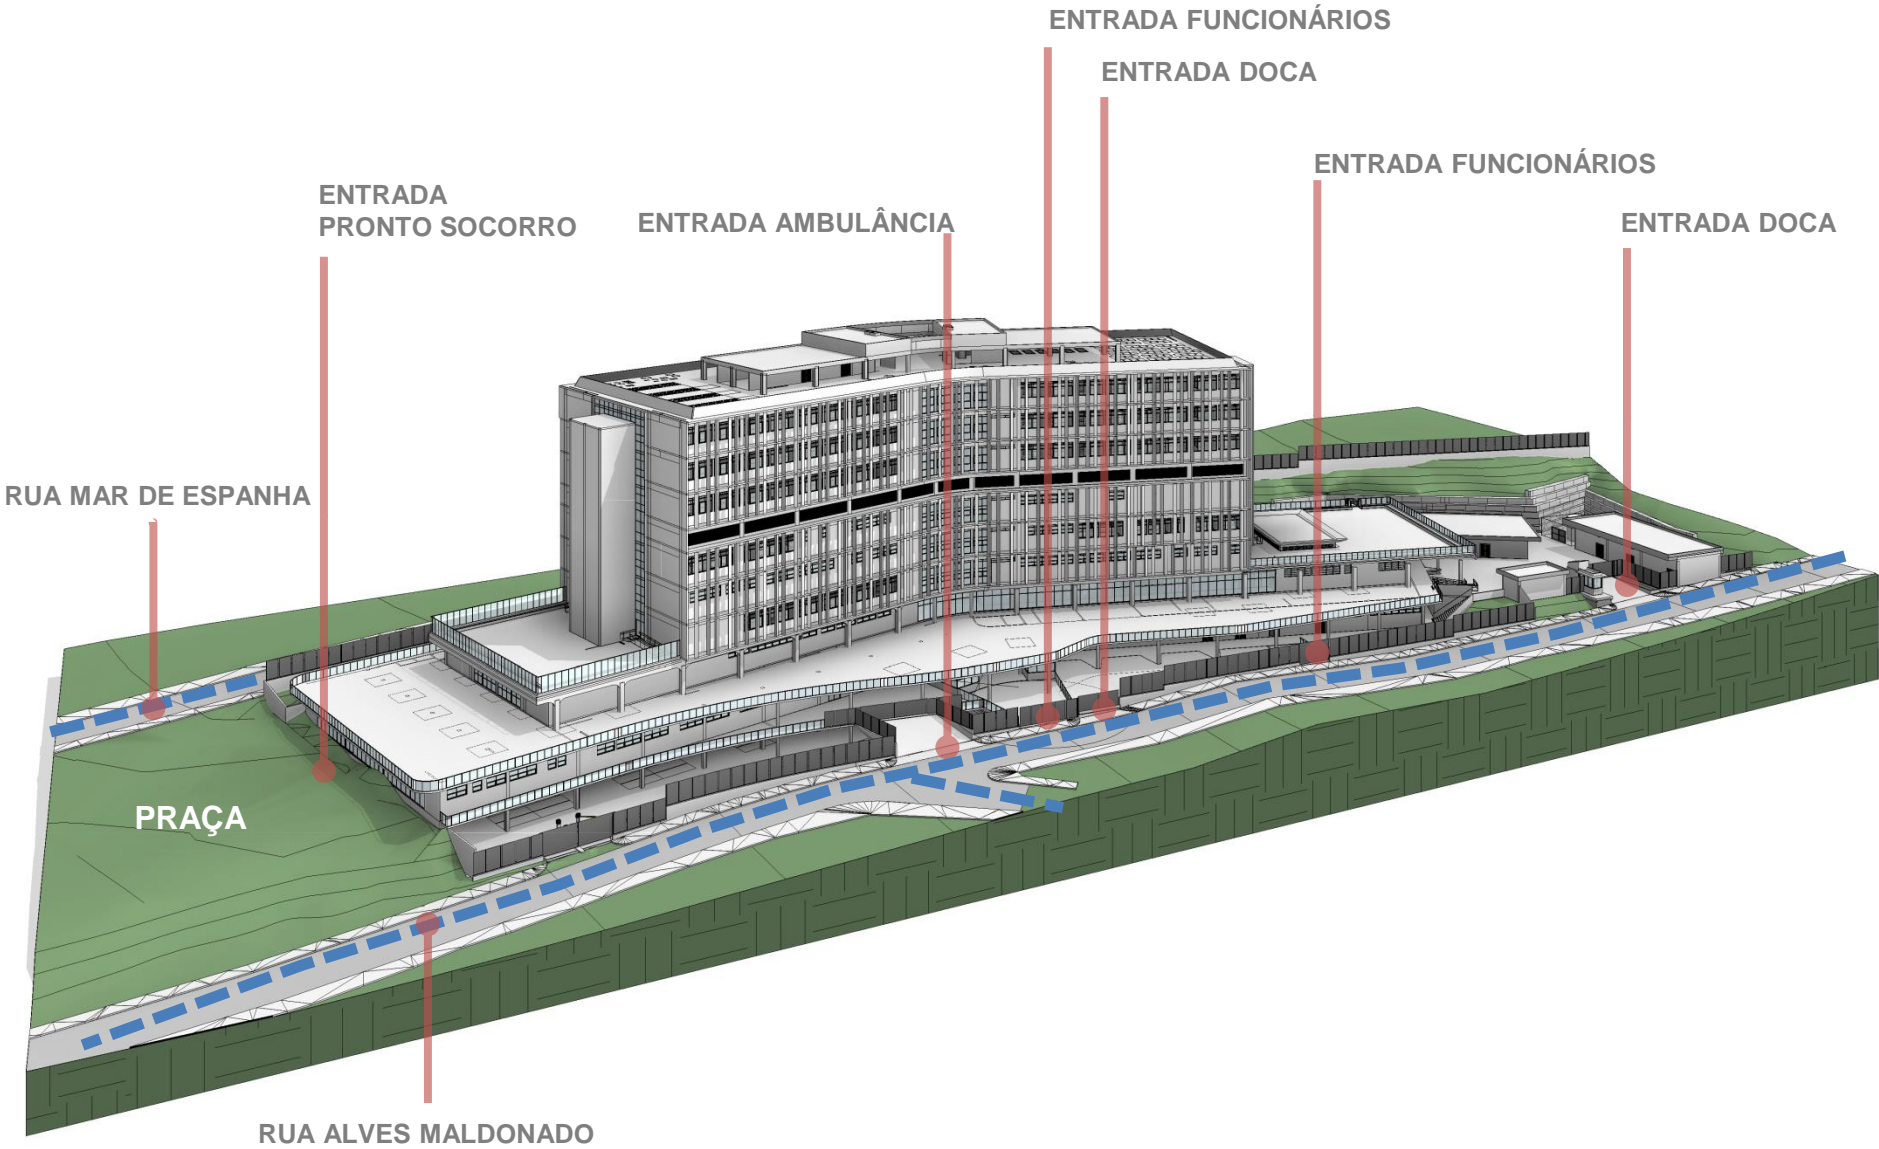 ENTRADA FUNCIONÁRIOS
ENTRADA DOCA
ENTRADA FUNCIONÁRIOS
ENTRADA
PRONTO SOCORRO
ENTRADA AMBULÂNCIA
ENTRADA DOCA
RUA MAR DE ESPANHA
PRAÇA
RUA ALVES MALDONADO